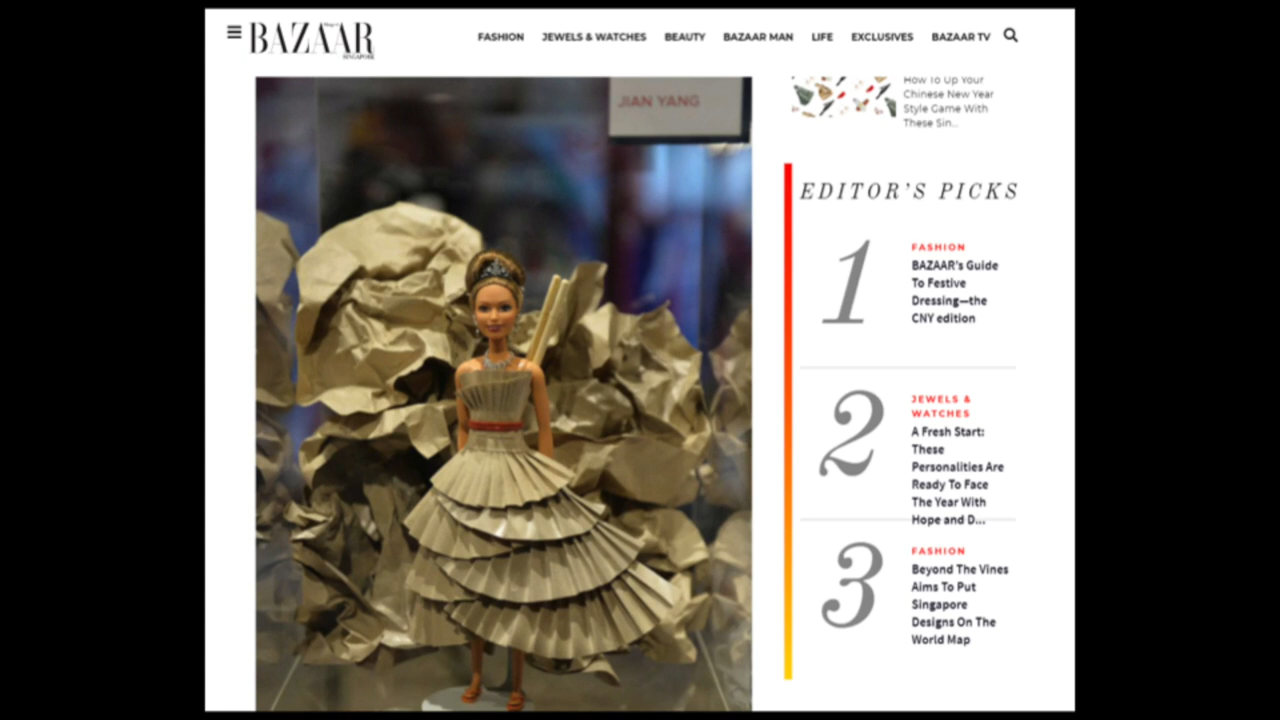 Harper's
BAZAAR
SINGAPORE
FASHION JEWELS & WATCHES BEAUTY BAZAAR MAN LIFE EXCLUSIVES BAZAAR TV
JIAN YANG
How To Up Your
Chinese New Year
Style Game With
These Sin...
EDITOR'S PICKS
1
FASHION
BAZAAR's Guide
To Festive
Dressing—the
CNY edition
2
JEWELS &
WATCHES
A Fresh Start:
These
Personalities Are
Ready To Face
The Year With
Hope and D...
3
FASHION
Beyond The Vines
Aims To Put
Singapore
Designs On The
World Map